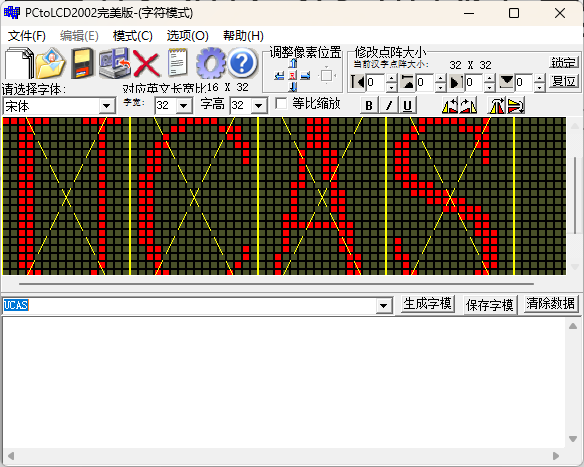 PCtoLCD2002完美版-(字符模式)
文件(F) 编辑(E) 模式(C) 选项(O) 帮助(H)
调整像素位置 修改点阵大小
当前汉字点阵大小: 32 X 32 锁定
0 0 0 0 复位
请选择字体: 对应英文长宽比16 X 32
宋体 字宽: 32 字高 32 等比缩放 B I U
UCAS
UCAS 生成字模 保存字模 清除数据